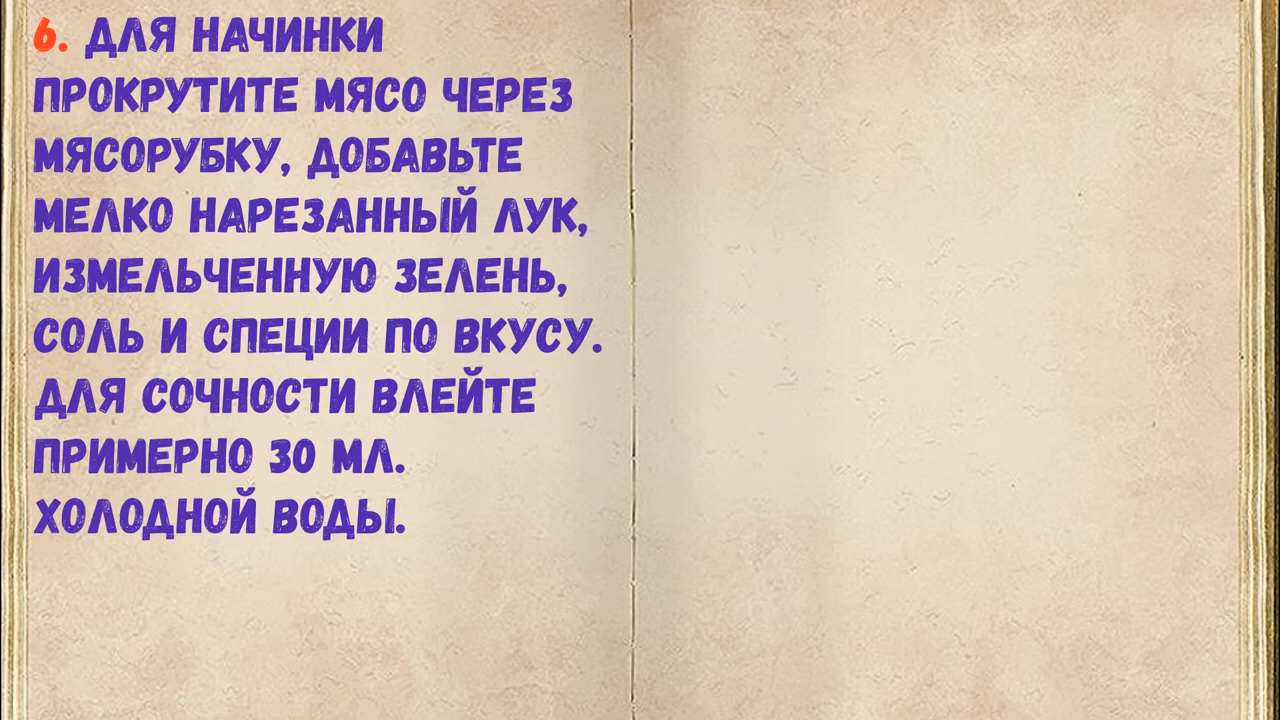 6. ДЛЯ НАЧИНКИ
ПРОКРУТИТЕ МЯСО ЧЕРЕЗ
МЯСОРУБКУ, ДОБАВЬТЕ
МЕЛКО НАРЕЗАННЫЙ ЛУК,
ИЗМЕЛЬЧЕННУЮ ЗЕЛЕНЬ,
СОЛЬ И СПЕЦИИ ПО ВКУСУ.
ДЛЯ СОЧНОСТИ ВЛЕЙТЕ
ПРИМЕРНО 30 МЛ.
ХОЛОДНОЙ ВОДЫ.